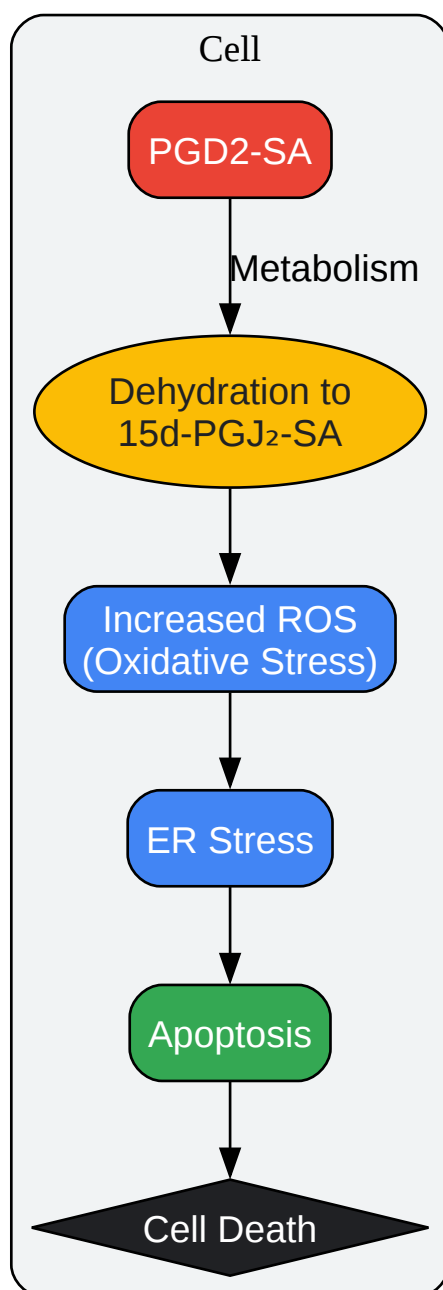 Cell
PGD2-SA
Metabolism
Dehydration to
15d-PGJ₂-SA
Increased ROS
(Oxidative Stress)
ER Stress
Apoptosis
Cell Death